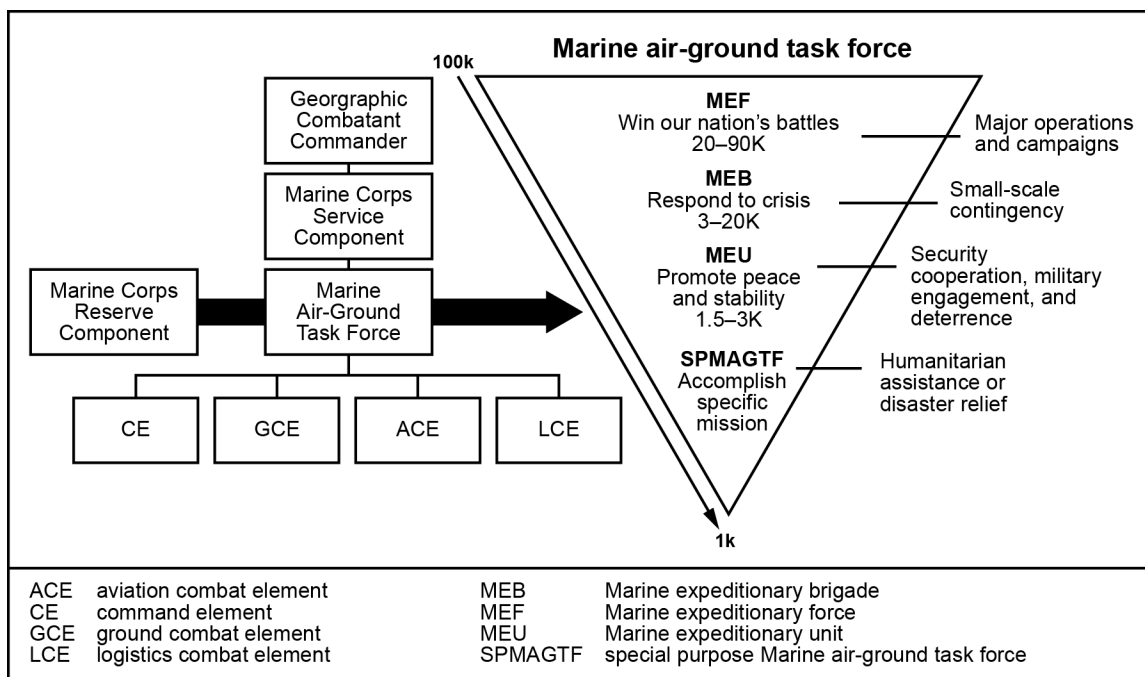 Marine air-ground task force
100k
Georgraphic
Combatant
Commander
Marine Corps
Service
Component
Marine Corps
Reserve
Component
Marine
Air-Ground
Task Force
CE
GCE
ACE
LCE
MEF
Win our nation’s battles
20–90K
Major operations
and campaigns
MEB
Respond to crisis
3–20K
Small-scale
contingency
MEU
Promote peace
and stability
1.5–3K
Security
cooperation, military
engagement, and
deterrence
SPMAGTF
Accomplish
specific
mission
Humanitarian
assistance or
disaster relief
1k
ACE aviation combat element
CE command element
GCE ground combat element
LCE logistics combat element
MEB Marine expeditionary brigade
MEF Marine expeditionary force
MEU Marine expeditionary unit
SPMAGTF special purpose Marine air-ground task force